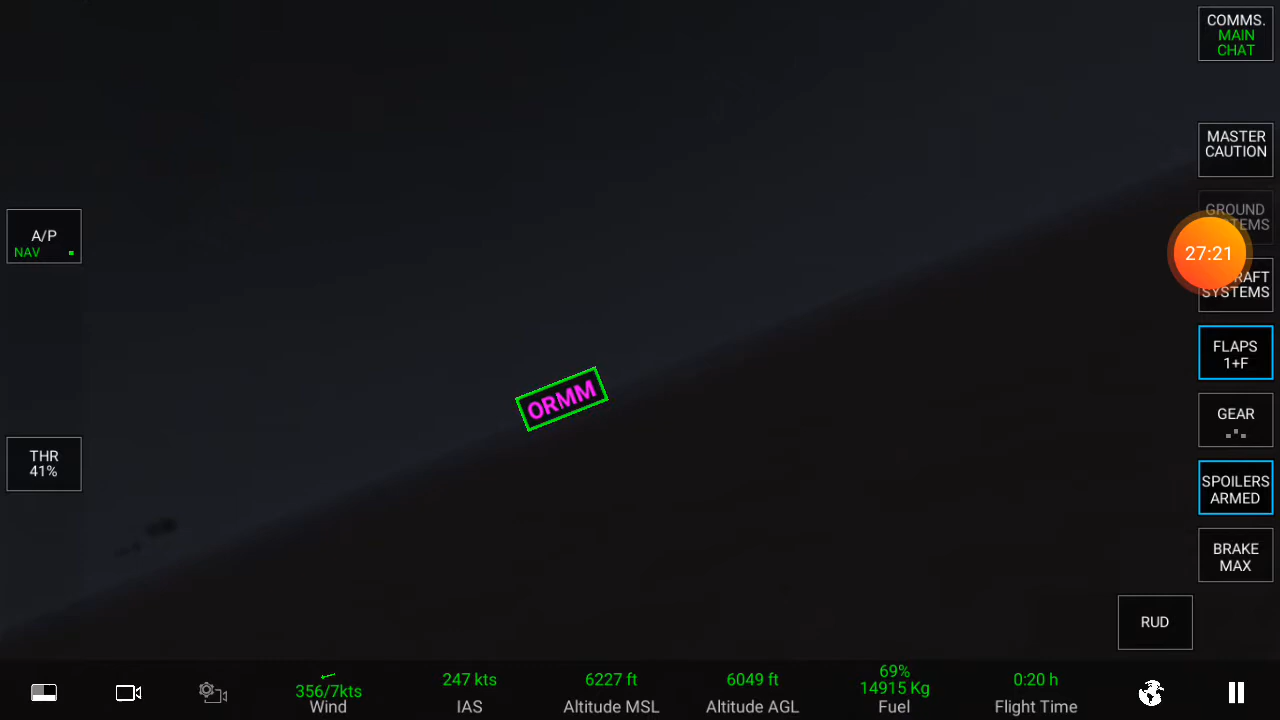 COMMS.
MAIN
CHAT
MASTER
CAUTION
GROUND
27:21
SYSTEMS
A/P
NAV
ORMM
FLAPS
1+F
GEAR
THR
41%
SPOILERS
ARMED
BRAKE
MAX
RUD
356/7kts
Wind
247 kts
IAS
6227 ft
Altitude MSL
6049 ft
Altitude AGL
69%
14915 Kg
Fuel
0:20 h
Flight Time